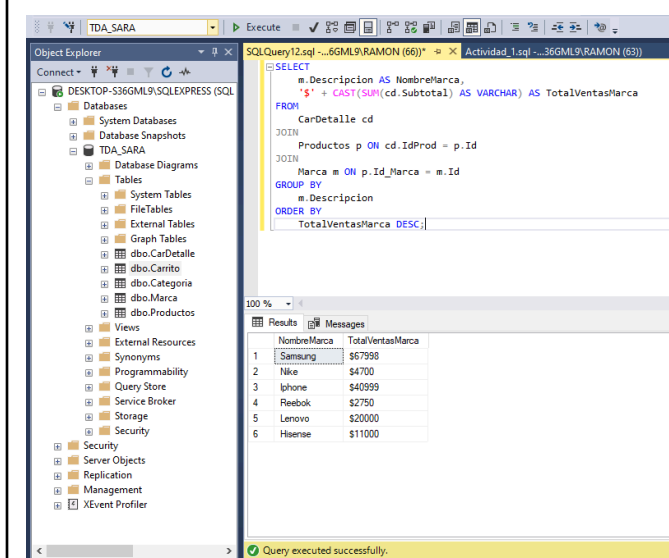 TDA_SARA
Execute
Object Explorer
Connect
DESKTOP-S36GML9\SQLEXPRESS (SQL
Databases
System Databases
Database Snapshots
TDA_SARA
Database Diagrams
Tables
System Tables
FileTables
External Tables
Graph Tables
dbo.CarDetalle
dbo.Carrito
dbo.Categoria
dbo.Marca
dbo.Productos
Views
External Resources
Synonyms
Programmability
Query Store
Service Broker
Storage
Security
Security
Server Objects
Replication
Management
XEvent Profiler
SQLQuery12.sql -...6GML9\RAMON (66))*
Actividad_1.sql -...36GML9\RAMON (63))
SELECT
m.Descripcion AS NombreMarca,
'$' + CAST(SUM(cd.Subtotal) AS VARCHAR) AS TotalVentasMarca
FROM
CarDetalle cd
JOIN
Productos p ON cd.IdProd = p.Id
JOIN
Marca m ON p.Id_Marca = m.Id
GROUP BY
m.Descripcion
ORDER BY
TotalVentasMarca DESC;
100 %
Results Messages
NombreMarca TotalVentasMarca
1 Samsung $67998
2 Nike $4700
3 Iphone $40999
4 Reebok $2750
5 Lenovo $20000
6 Hisense $11000
Query executed successfully.